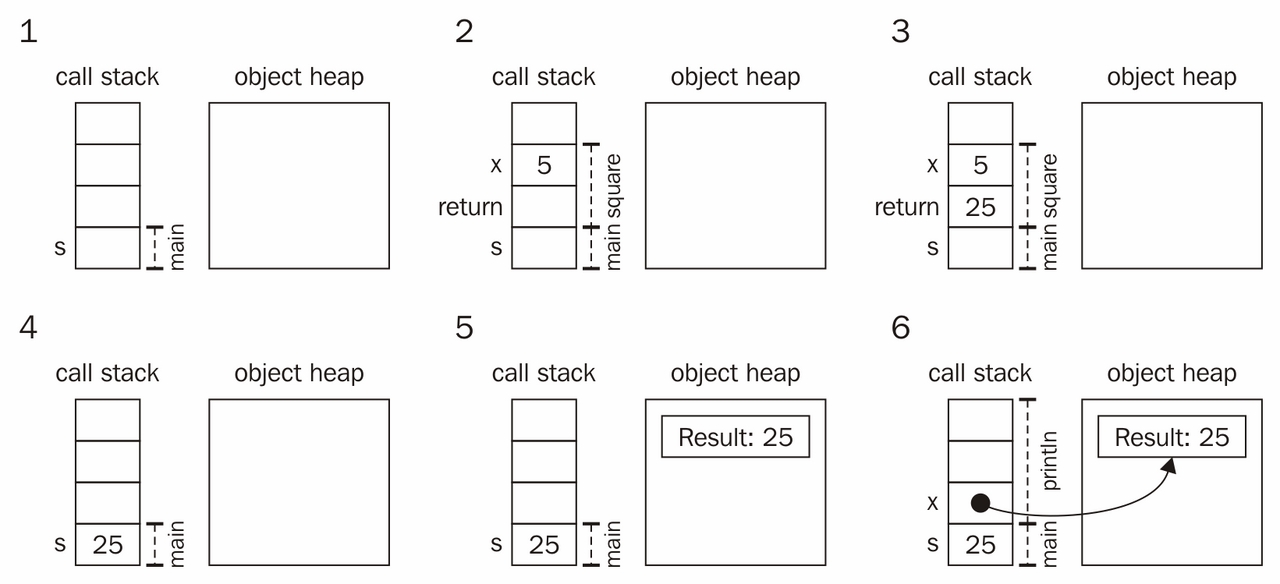 1
call stack
object heap
s
main
2
call stack
object heap
x
5
return
s
main
square
3
call stack
object heap
x
5
return
25
s
main
square
4
call stack
object heap
s
25
main
5
call stack
object heap
Result: 25
s
25
main
6
call stack
object heap
Result: 25
println
x
s
25
main